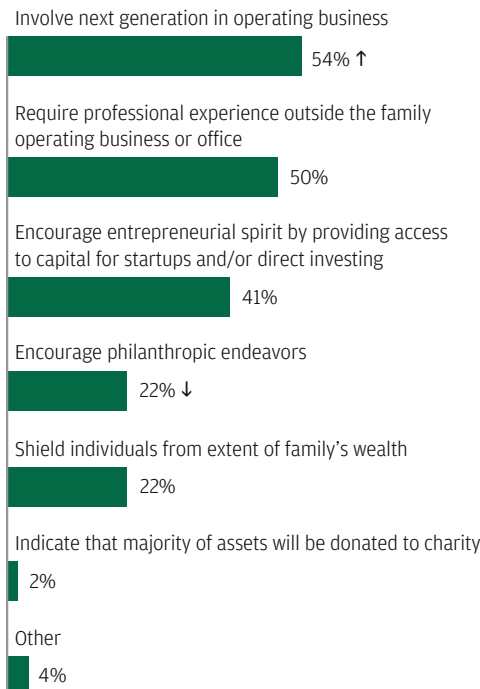 Involve next generation in operating business
54% ↑
Require professional experience outside the family
operating business or office
50%
Encourage entrepreneurial spirit by providing access
to capital for startups and/or direct investing
41%
Encourage philanthropic endeavors
22% ↓
Shield individuals from extent of family’s wealth
22%
Indicate that majority of assets will be donated to charity
2%
Other
4%